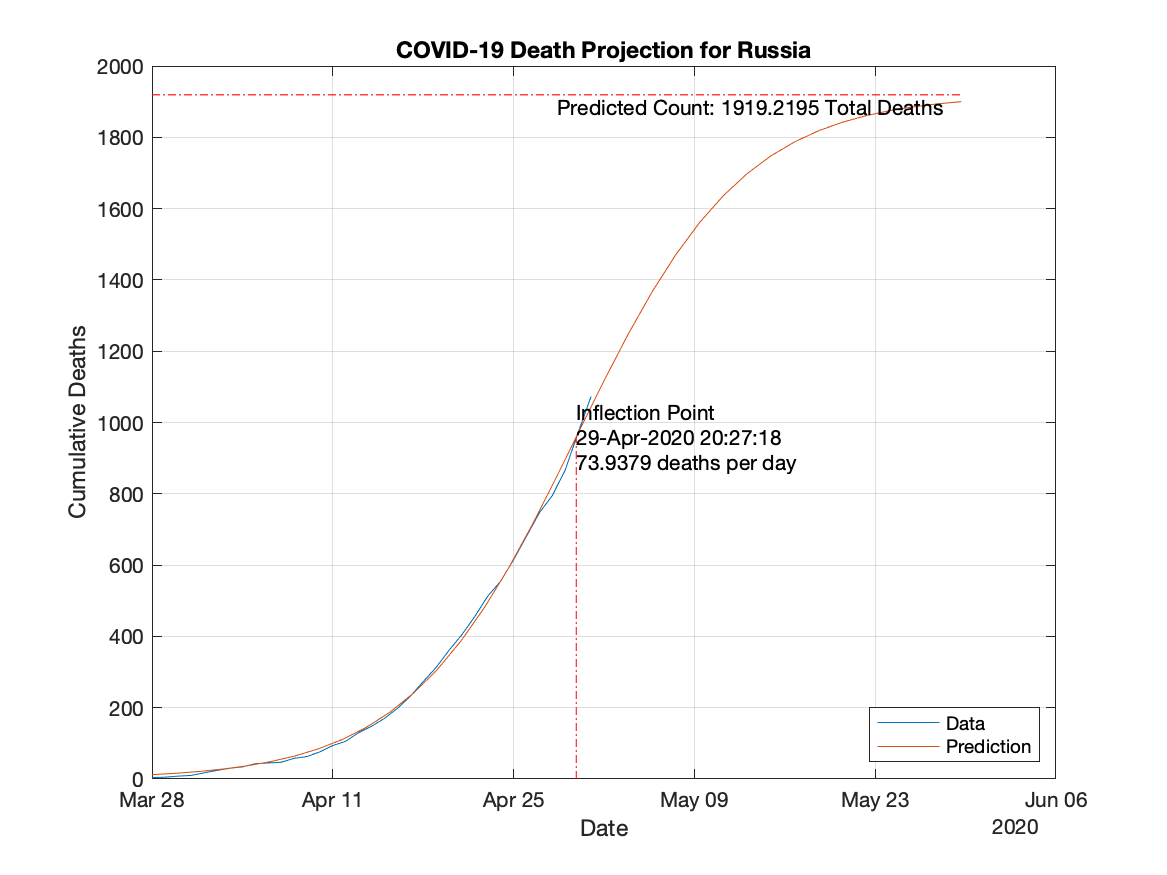 COVID-19 Death Projection for Russia
2000
Predicted Count: 1919.2195 Total Deaths
1800
1600
1400
1200
1000
800
600
400
200
0
Cumulative Deaths
Inflection Point
29-Apr-2020 20:27:18
73.9379 deaths per day
Data
Prediction
Mar 28
Apr 11
Apr 25
May 09
May 23
Jun 06
Date
2020